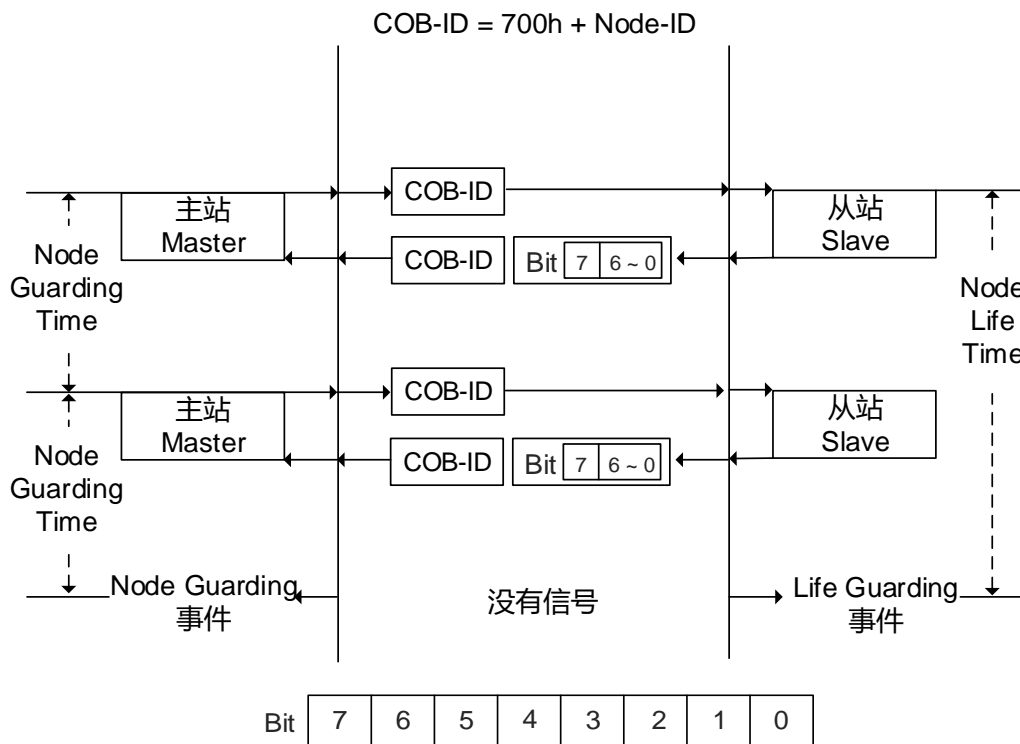 COB-ID = 700h + Node-ID
COB-ID
主站
Master
从站
Slave
COB-ID
Bit 7 6 ~ 0
Node
Guarding
Time
Node
Life
Time
COB-ID
主站
Master
从站
Slave
COB-ID
Bit 7 6 ~ 0
Node
Guarding
Time
Node Guarding
事件
没有信号
Life Guarding
事件
Bit 7 6 5 4 3 2 1 0